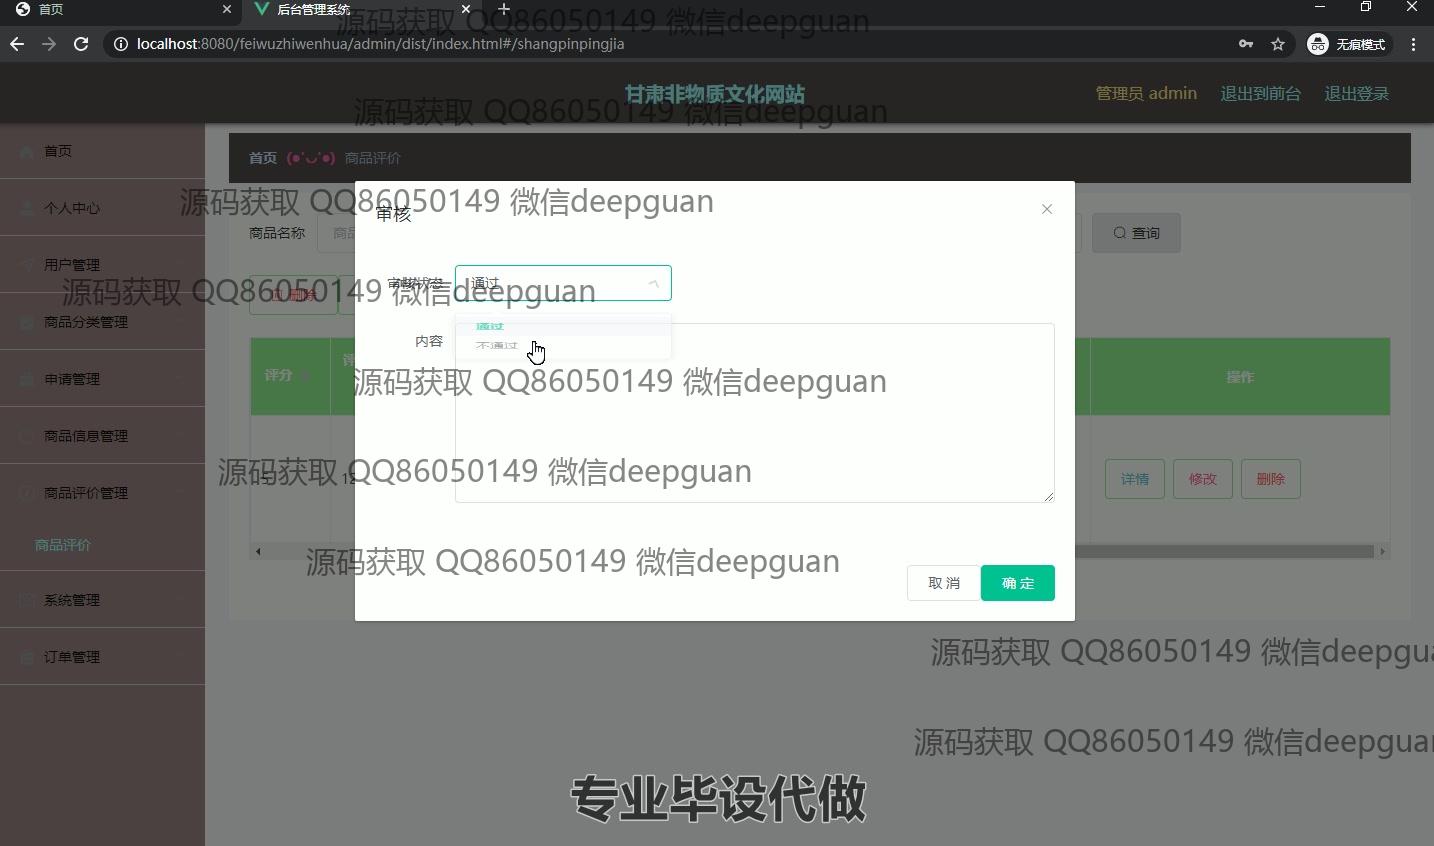 首页
后台管理系统
localhost:8080/feiwuzhiwenhua/admin/dist/index.html#/shangpinpingjia
无痕模式
源码获取 QQ86050149 微信deepguan
甘肃非物质文化网站
管理员 admin
退出到前台
退出登录
源码获取 QQ86050149 微信deepguan
首页
首页 (●'◡'●) 商品评价
个人中心
源码获取 QQ86050149 微信deepguan
审核
商品名称
查询
用户管理
审核状态
通过
删除
源码获取 QQ86050149 微信deepguan
商品分类管理
通过
不通过
内容
评分
操作
申请管理
源码获取 QQ86050149 微信deepguan
商品信息管理
源码获取 QQ86050149 微信deepguan
详情
修改
删除
商品评价管理
商品评价
源码获取 QQ86050149 微信deepguan
取 消
确 定
系统管理
订单管理
源码获取 QQ86050149 微信deepgua
源码获取 QQ86050149 微信deepguan
专业毕设代做